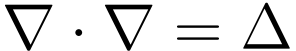 ∇ · ∇ = Δ